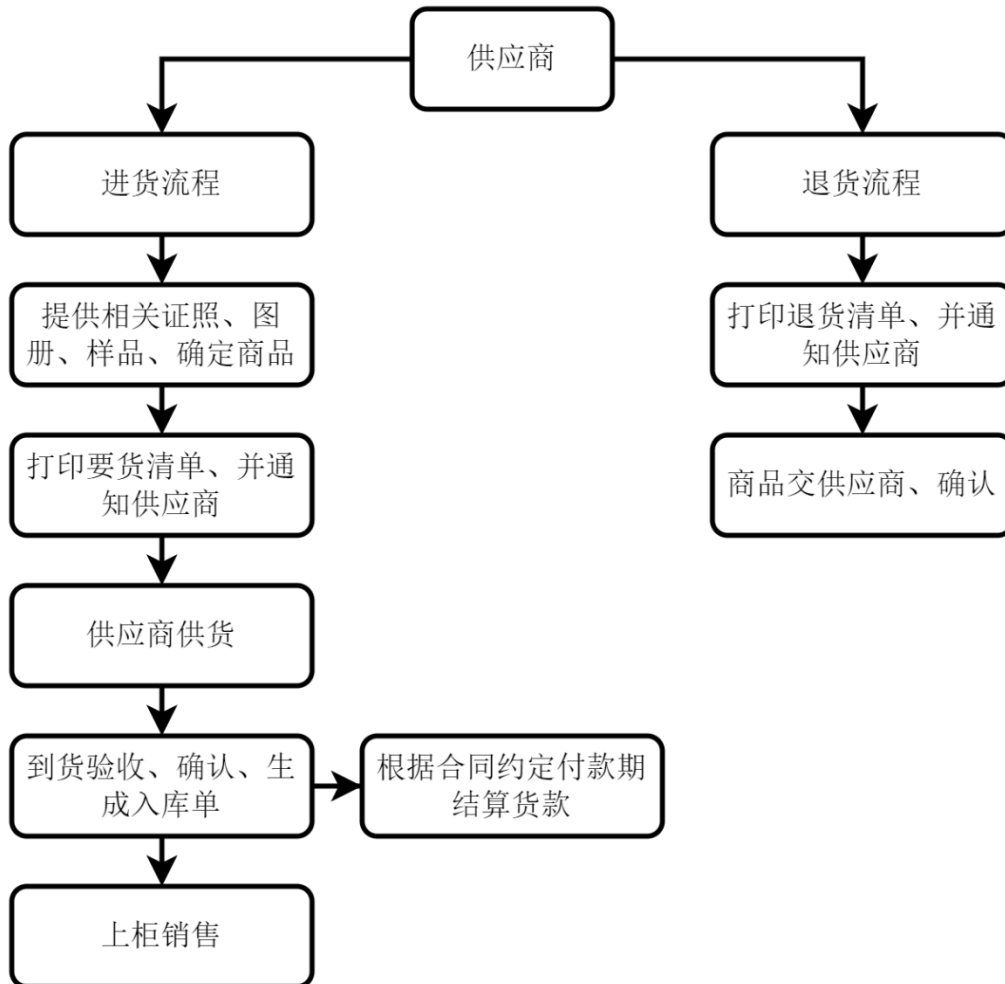 供应商
进货流程
退货流程
提供相关证照、图
册、样品、确定商品
打印退货清单、并通
知供应商
打印要货清单、并通
知供应商
商品交供应商、确认
供应商供货
到货验收、确认、生
成入库单
根据合同约定付款期
结算货款
上柜销售